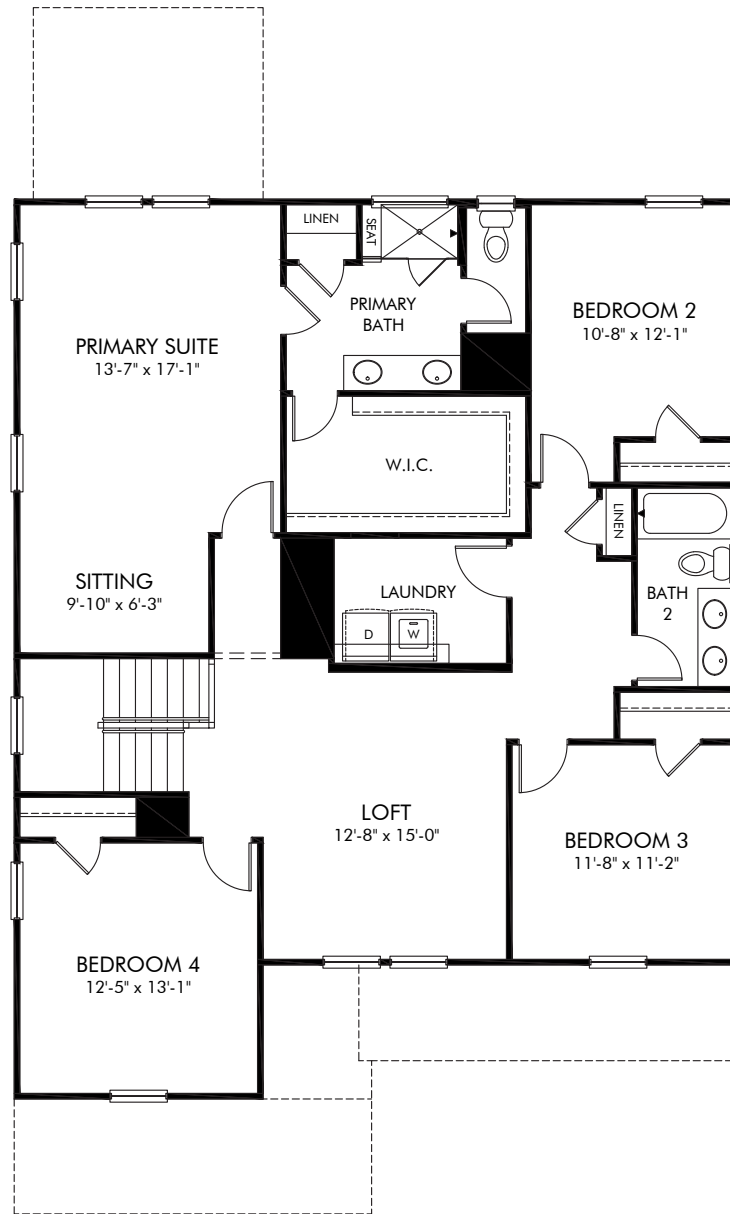 LINEN
SEAT
PRIMARY
BATH
BEDROOM 2
10'-8" x 12'-1"
PRIMARY SUITE
13'-7" x 17'-1"
W.I.C.
LINEN
SITTING
9'-10" x 6'-3"
LAUNDRY
D
W
BATH
2
LOFT
12'-8" x 15'-0"
BEDROOM 3
11'-8" x 11'-2"
BEDROOM 4
12'-5" x 13'-1"